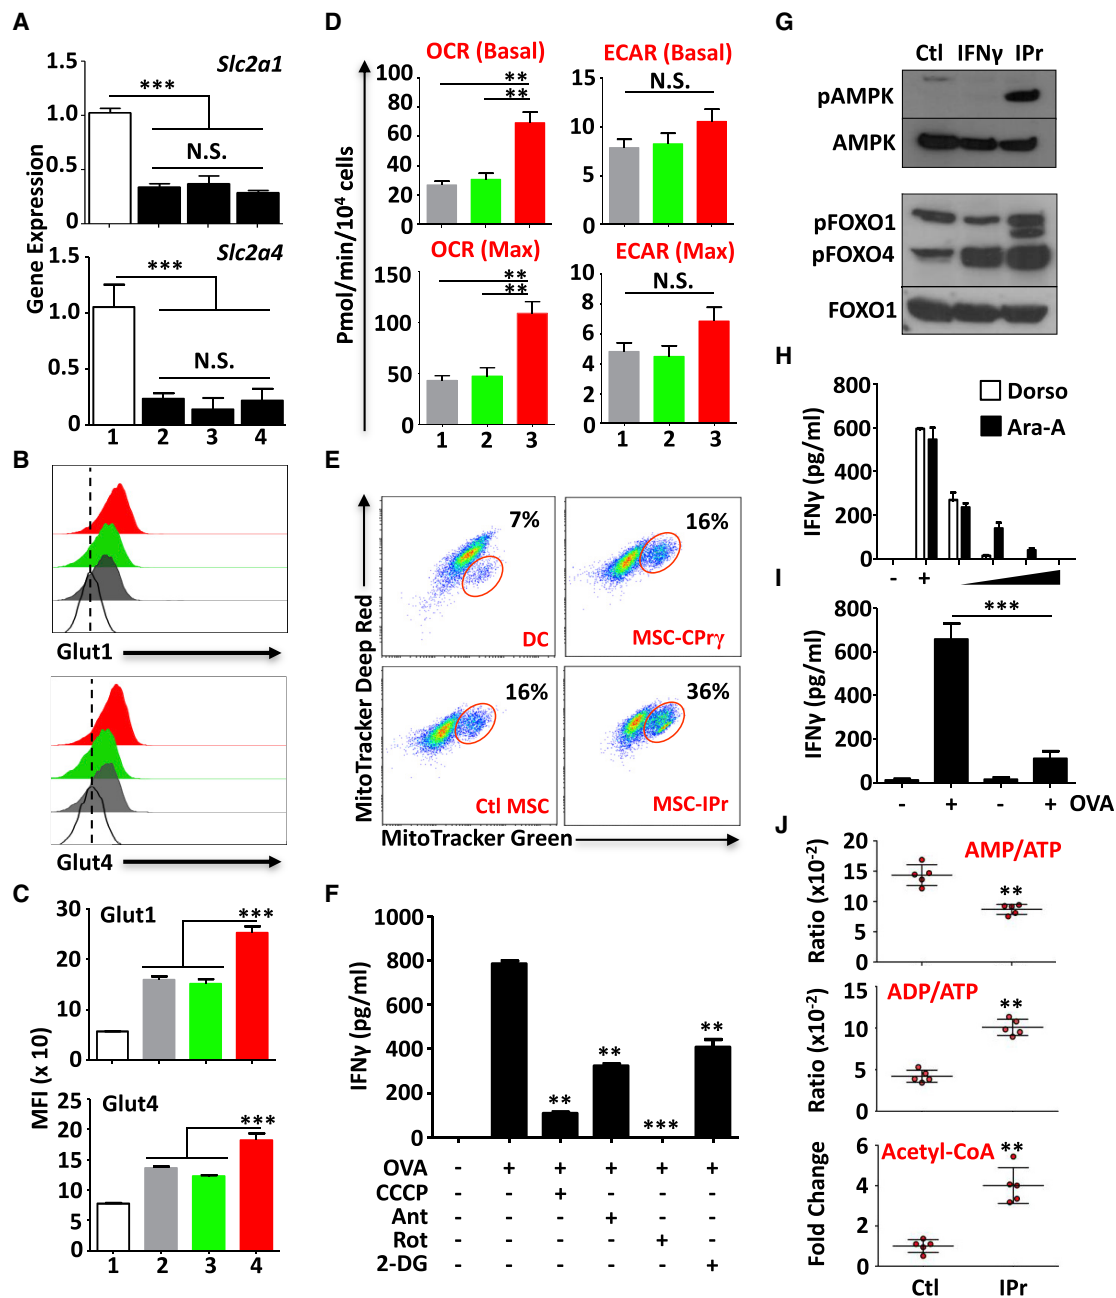 A
Slc2a1
1.5
1.0
0.5
0
***
N.S.
Slc2a4
1.5
1.0
0.5
0
***
N.S.
Gene Expression
1 2 3 4
B
Glut1
Glut4
C
Glut1
30
20
10
0
***
Glut4
25
20
15
10
5
0
***
MFI (x 10)
1 2 3 4
D
OCR (Basal)
100
80
60
40
20
0
**
**
ECAR (Basal)
15
10
5
0
N.S.
OCR (Max)
150
100
50
0
**
**
ECAR (Max)
10
8
6
4
2
0
N.S.
Pmol/min/10⁴ cells
1 2 3
1 2 3
E
7%
DC
16%
MSC-CPrγ
16%
Ctl MSC
36%
MSC-IPr
MitoTracker Deep Red
MitoTracker Green
F
IFNγ (pg/ml)
1000
800
600
400
200
0
** ** *** **
OVA - + + + + +
CCCP - - + - - -
Ant - - - + - -
Rot - - - - + -
2-DG - - - - - +
G
Ctl IFNγ IPr
pAMPK
AMPK
pFOXO1
pFOXO4
FOXO1
H
IFNγ (pg/ml)
800
600
400
200
0
Dorso
Ara-A
- +
I
IFNγ (pg/ml)
800
600
400
200
0
***
- + - + OVA
J
AMP/ATP
Ratio (x10⁻²)
15
10
5
0
**
ADP/ATP
Ratio (x10⁻²)
15
10
5
0
**
Acetyl-CoA
Fold Change
6
4
2
0
**
Ctl IPr